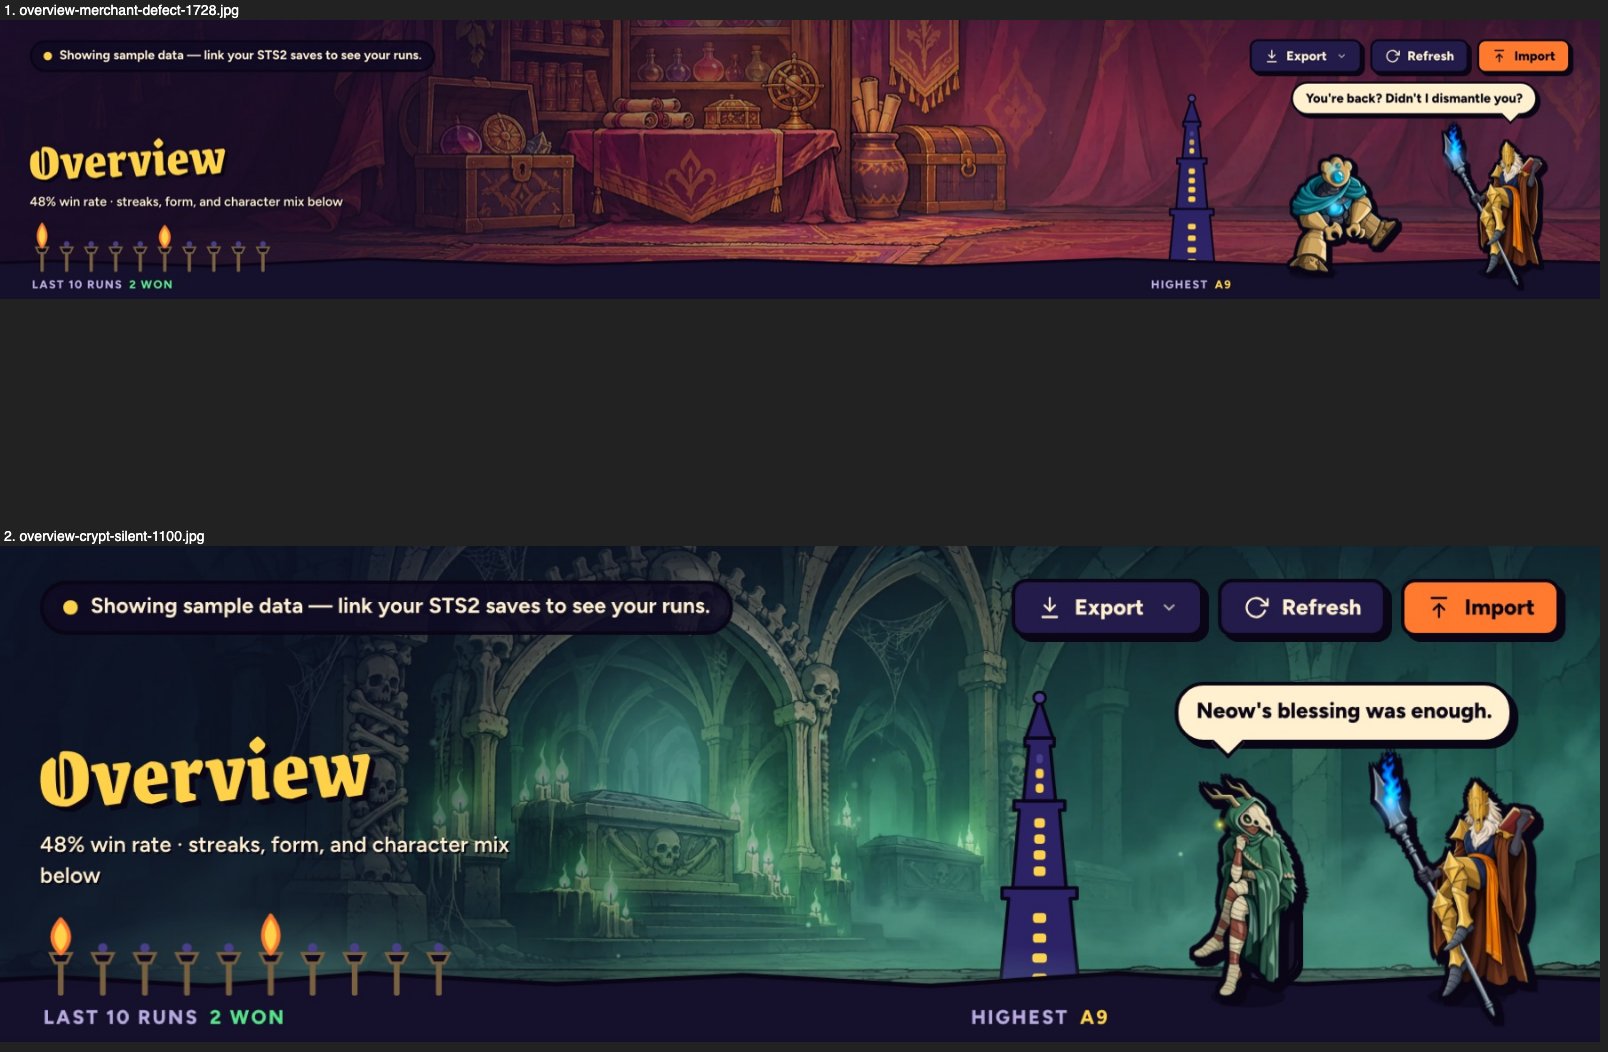 1. overview-merchant-defect-1728.jpg
Showing sample data — link your STS2 saves to see your runs.
Export
Refresh
Import
You're back? Didn't I dismantle you?
Overview
48% win rate · streaks, form, and character mix below
LAST 10 RUNS 2 WON
HIGHEST A9
2. overview-crypt-silent-1100.jpg
Showing sample data — link your STS2 saves to see your runs.
Export
Refresh
Import
Neow's blessing was enough.
Overview
48% win rate · streaks, form, and character mix
below
LAST 10 RUNS 2 WON
HIGHEST A9